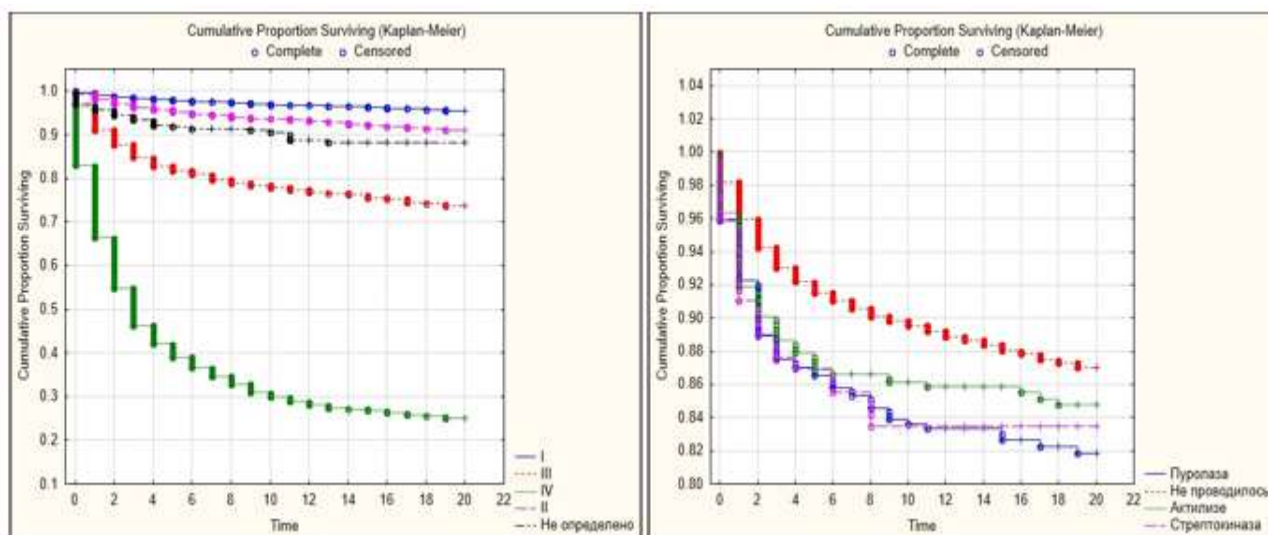 Cumulative Proportion Surviving (Kaplan-Meier)
Complete Censored
Cumulative Proportion Surviving
1.0
0.9
0.8
0.7
0.6
0.5
0.4
0.3
0.2
0.1
0 2 4 6 8 10 12 14 16 18 20 22
Time
I
III
IV
II
Не определено
Cumulative Proportion Surviving (Kaplan-Meier)
Complete Censored
Cumulative Proportion Surviving
1.04
1.02
1.00
0.98
0.96
0.94
0.92
0.90
0.88
0.86
0.84
0.82
0.80
0 2 4 6 8 10 12 14 16 18 20 22
Time
Пуролаза
Не проводилось
Актилизе
Стрептокиназа